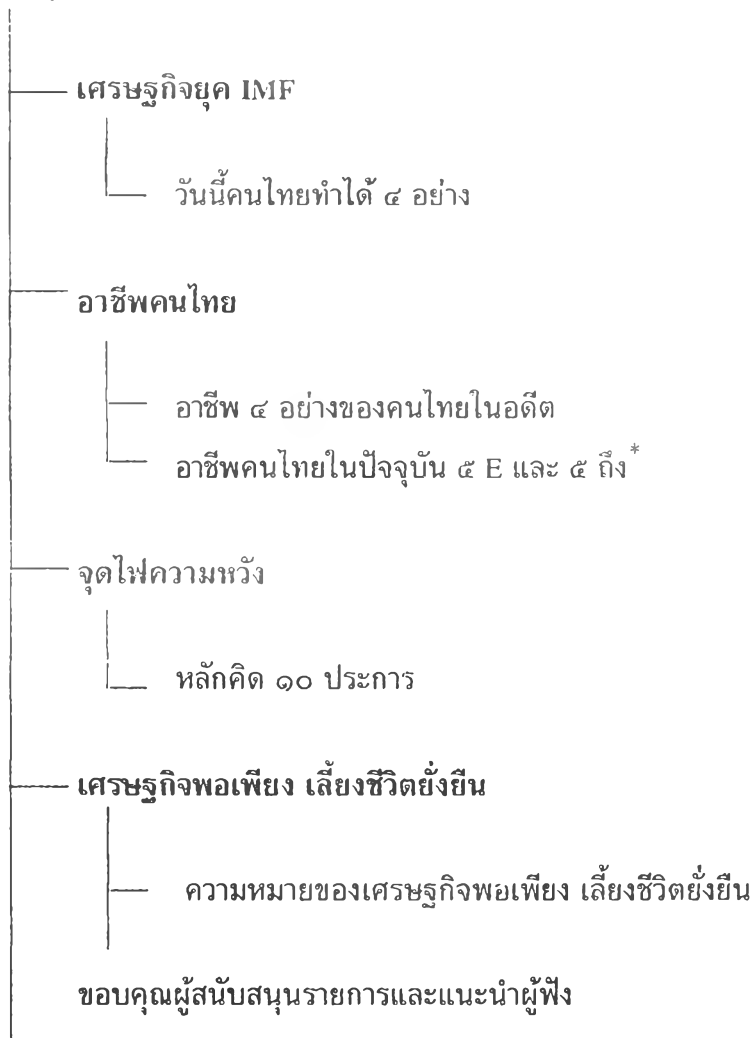 เศรษฐกิจยุค IMF
วันนี้คนไทยทำได้ ๔ อย่าง
อาชีพคนไทย
อาชีพ ๔ อย่างของคนไทยในอดีต
อาชีพคนไทยในปัจจุบัน ๕ E และ ๕ ถึง*
จุดไฟความหวัง
หลักคิด ๑๐ ประการ
เศรษฐกิจพอเพียง เลี้ยงชีวิตยั่งยืน
ความหมายของเศรษฐกิจพอเพียง เลี้ยงชีวิตยั่งยืน
ขอบคุณผู้สนับสนุนรายการและแนะนำผู้ฟัง